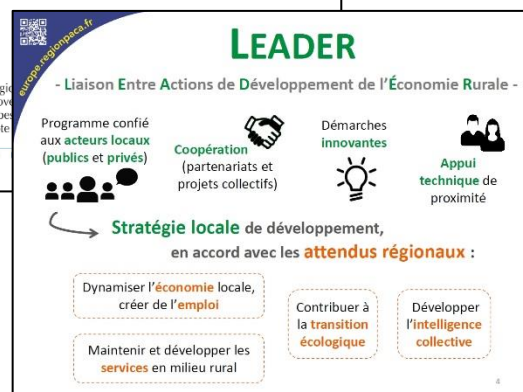 europe.regionpaca.fr
LEADER
- Liaison Entre Actions de Développement de l'Économie Rurale -
Programme confié
aux acteurs locaux
(publics et privés)
Coopération
(partenariats et
projets collectifs)
Démarches
innovantes
Appui
technique de
proximité
Stratégie locale de développement,
en accord avec les attendus régionaux :
Dynamiser l'économie locale,
créer de l'emploi
Maintenir et développer les
services en milieu rural
Contribuer à
la transition
écologique
Développer
l'intelligence
collective
4